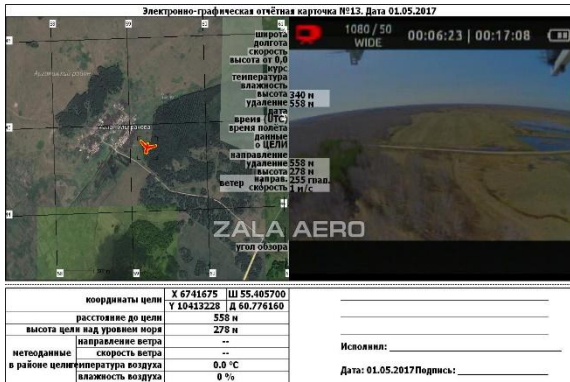 Электронно-графическая отчётная карточка №13. Дата 01.05.2017
широта
долгота
скорость
высота от 0,0
курс
температура
влажность
высота 340 м
удаление 558 м
Дата
время (UTC)
время полёта
данные
о ЦЕЛИ
направление
удаление 558 м
высота 278 м
ветер направ. 255 град.
скорость 1 м/с
угол обзора
1080 / 50
WIDE
00:06:23 | 00:17:08
ZALA AERO
координаты цели X 6741675 Ш 55.405700
Y 10413228 Д 60.776160
расстояние до цели 558 м
высота цели над уровнем моря 278 м
метеоданные в районе цели
направление ветра --
скорость ветра --
температура воздуха 0.0 °C
влажность воздуха 0 %
Исполнил:
Дата: 01.05.2017 Подпись: